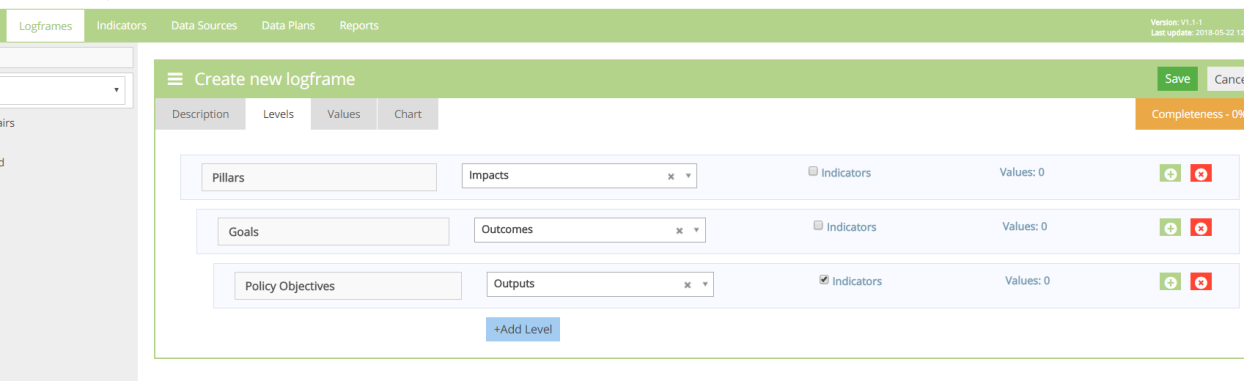 Logframes Indicators Data Sources Data Plans Reports
Version: V1.1-1
Last update: 2018-05-22 12
Create new logframe Save Cance
Description Levels Values Chart Completeness - 0%
airs
d
Pillars Impacts Indicators Values: 0
Goals Outcomes Indicators Values: 0
Policy Objectives Outputs Indicators Values: 0
+Add Level